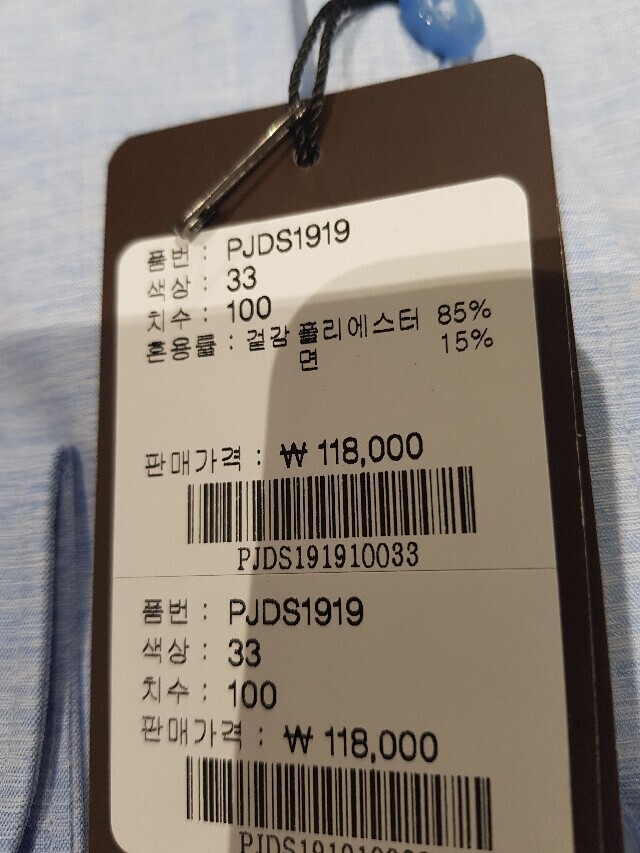 품번 : PJDS1919
색상 : 33
치수 : 100
혼용률 : 겉감 폴리에스터 85%
면 15%
판매가격 : ₩ 118,000
PJDS191910033
품번 : PJDS1919
색상 : 33
치수 : 100
판매가격 : ₩ 118,000